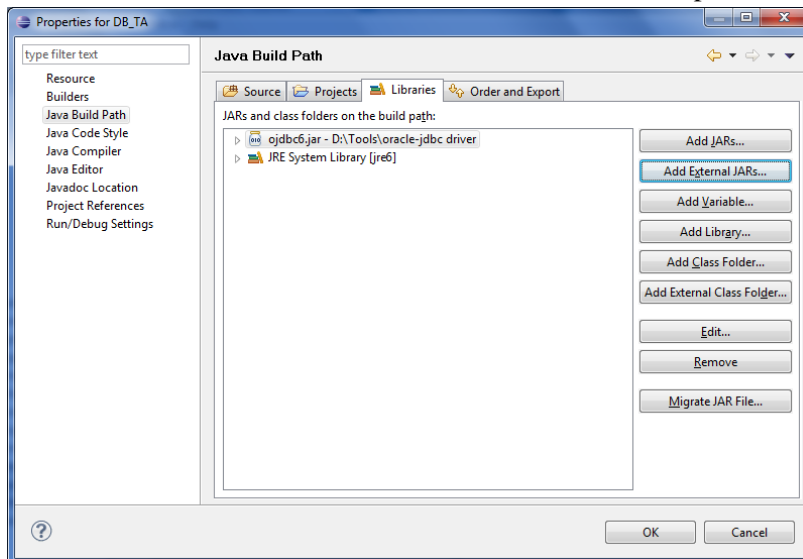 Properties for DB_TA
type filter text
Resource
Builders
Java Build Path
Java Code Style
Java Compiler
Java Editor
Javadoc Location
Project References
Run/Debug Settings
Java Build Path
Source
Projects
Libraries
Order and Export
JARs and class folders on the build path:
ojdbc6.jar - D:\Tools\oracle-jdbc driver
JRE System Library [jre6]
Add JARs...
Add External JARs...
Add Variable...
Add Library...
Add Class Folder...
Add External Class Folder...
Edit...
Remove
Migrate JAR File...
OK
Cancel